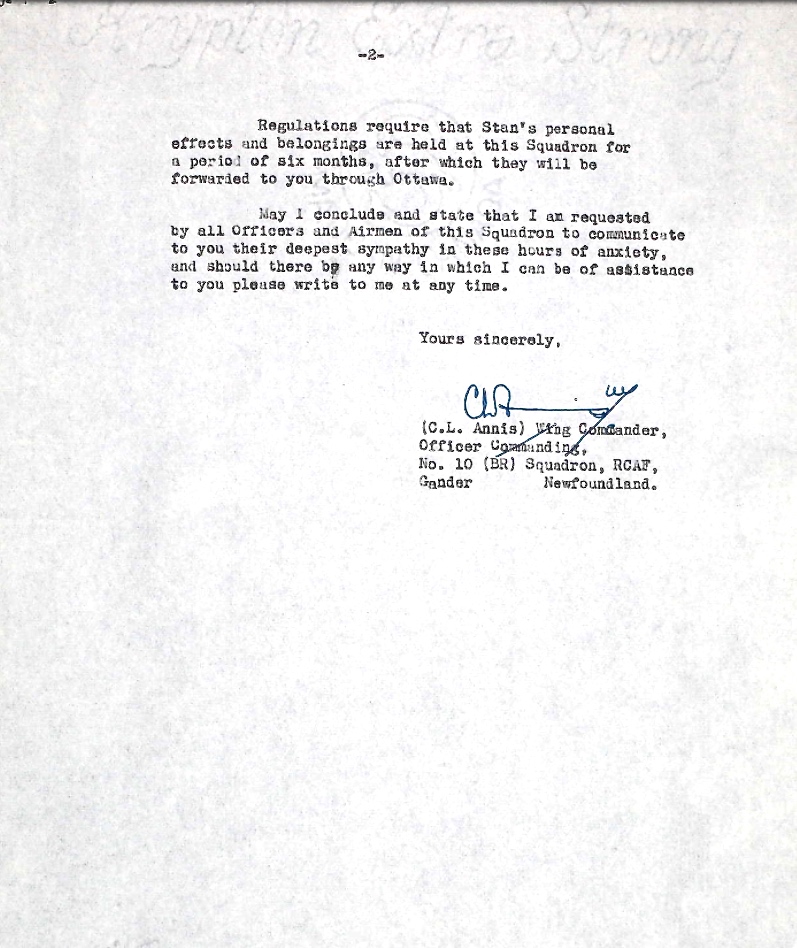 Krypton Extra Strong
-2-
Regulations require that Stan's personal
effects and belongings are held at this Squadron for
a period of six months, after which they will be
forwarded to you through Ottawa.
May I conclude and state that I am requested
by all Officers and Airmen of this Squadron to communicate
to you their deepest sympathy in these hours of anxiety,
and should there be any way in which I can be of assistance
to you please write to me at any time.
Yours sincerely,
(C.L. Annis) Wing Commander,
Officer Commanding,
No. 10 (BR) Squadron, RCAF,
Gander Newfoundland.